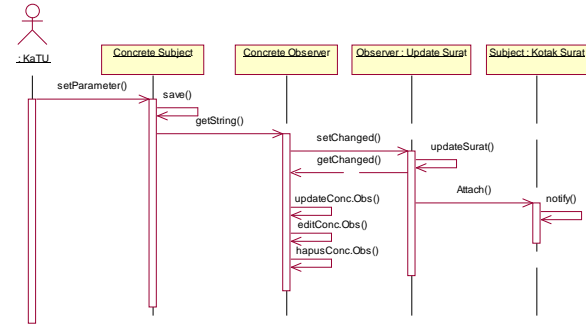 : KaTU
Concrete Subject
Concrete Observer
Observer : Update Surat
Subject : Kotak Surat
setParameter()
save()
getString()
setChanged()
updateSurat()
getChanged()
Attach()
updateConc.Obs()
notify()
editConc.Obs()
hapusConc.Obs()